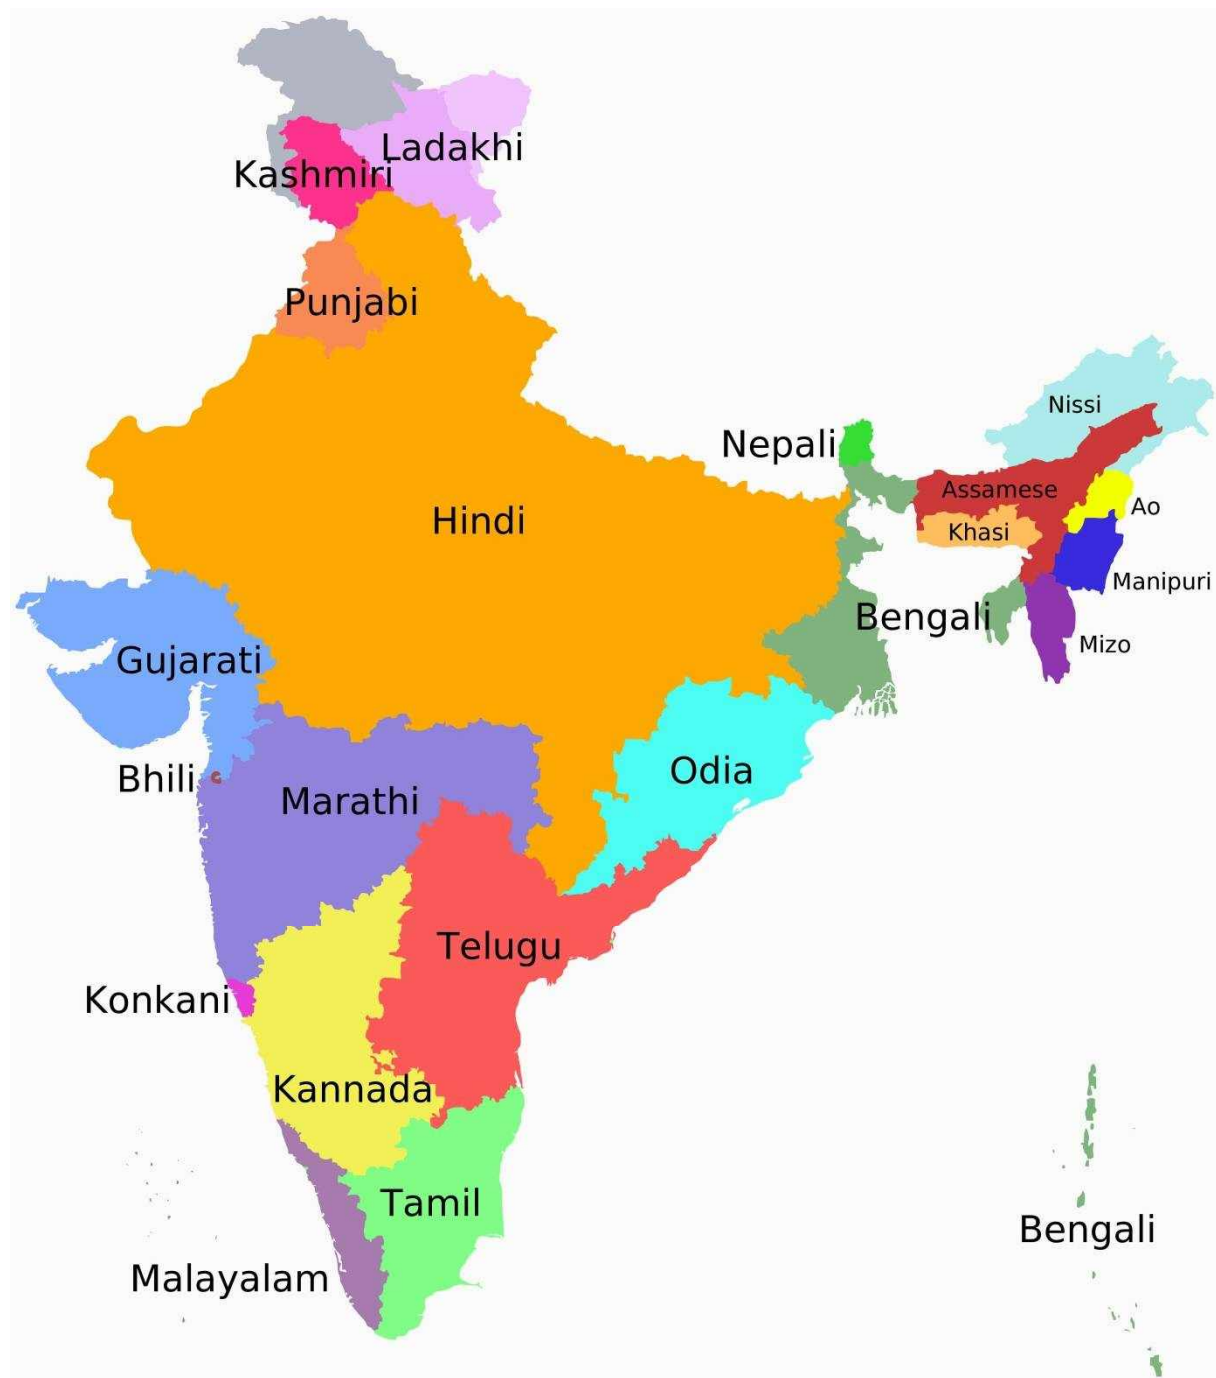 Ladakhi
Kashmiri
Punjabi
Nissi
Nepali
Assamese
Ao
Hindi
Khasi
Manipuri
Bengali
Mizo
Gujarati
Odia
Bhili
Marathi
Telugu
Konkani
Kannada
Tamil
Bengali
Malayalam